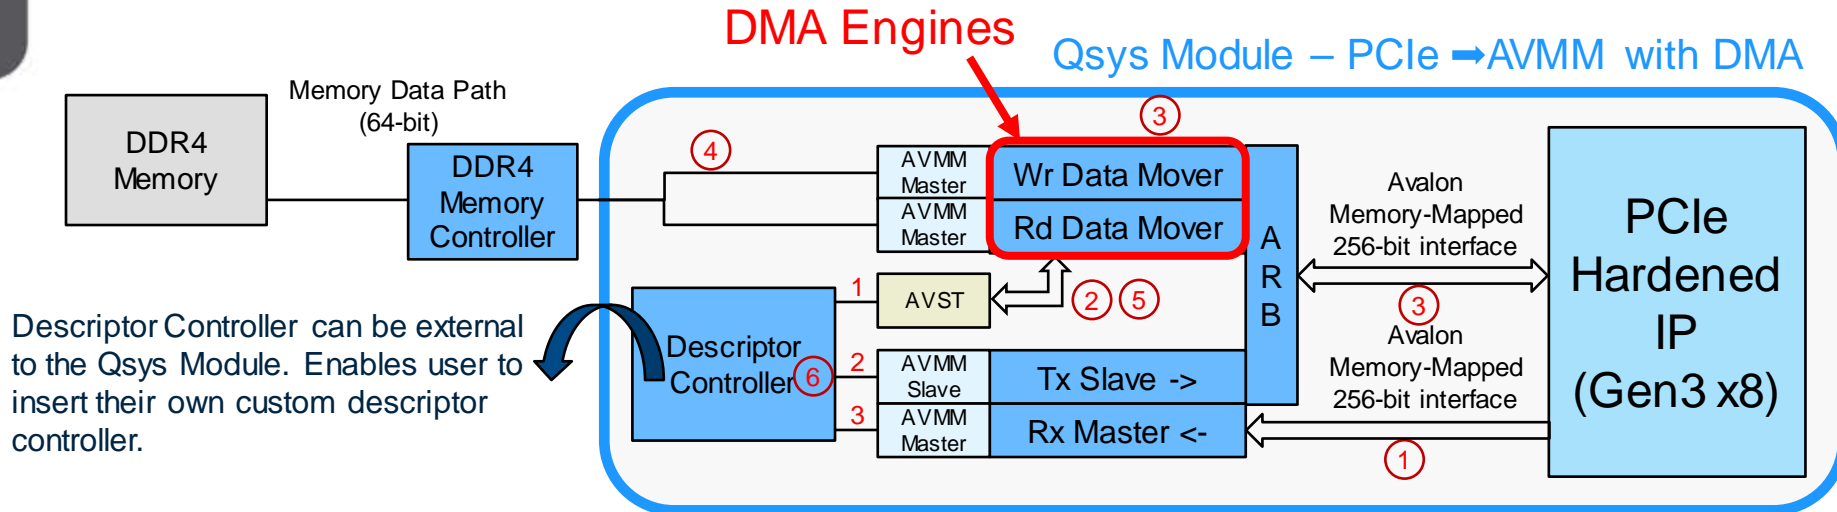 DMA Engines
Qsys Module – PCIe ➡AVMM with DMA
Memory Data Path
(64-bit)
DDR4
Memory
DDR4
Memory
Controller
4
3
AVMM
Master
Wr Data Mover
AVMM
Master
Rd Data Mover
A
R
B
Avalon
Memory-Mapped
256-bit interface
3
PCIe
Hardened
IP
(Gen3 x8)
1
AVST
2 5
Descriptor Controller can be external
to the Qsys Module. Enables user to
insert their own custom descriptor
controller.
Descriptor
Controller
6
2
AVMM
Slave
Tx Slave ->
3
AVMM
Master
Rx Master <-
Avalon
Memory-Mapped
256-bit interface
1